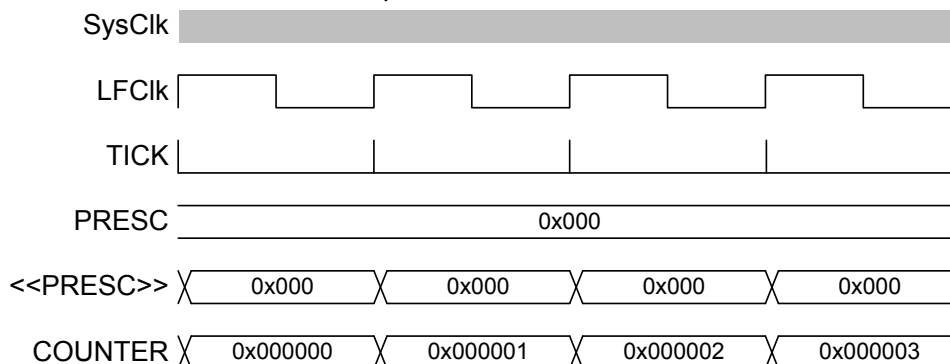 SysClk
LFClk
TICK
PRESC 0x000
<<PRESC>> 0x000 0x000 0x000 0x000
COUNTER 0x000000 0x000001 0x000002 0x000003